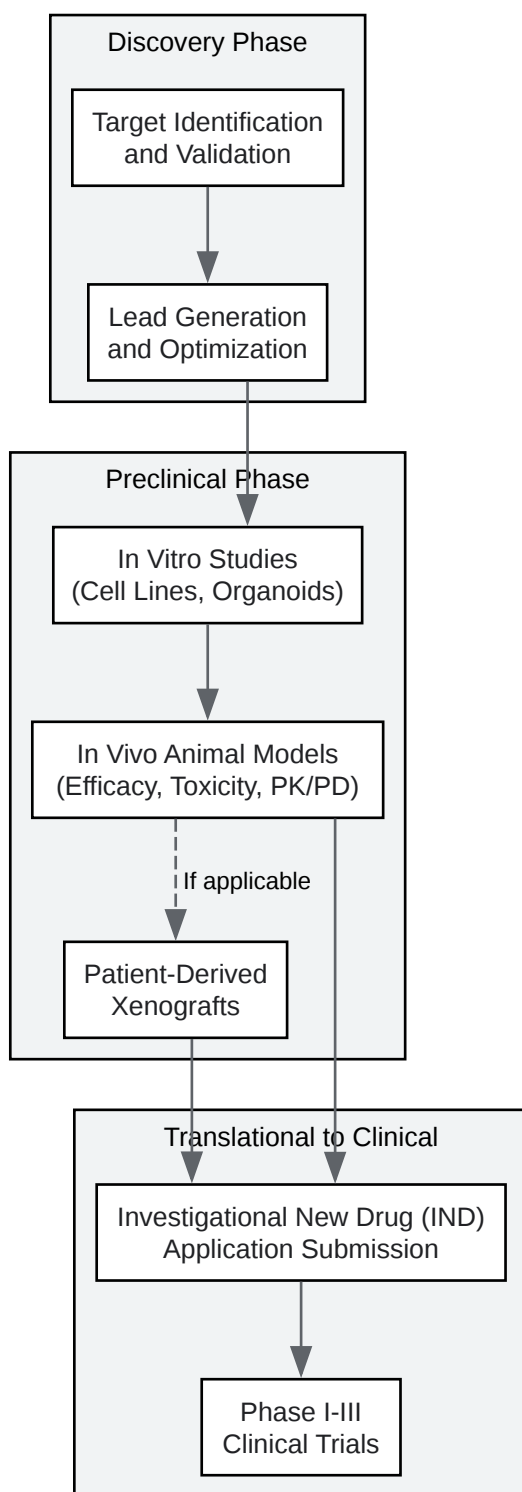 Discovery Phase
Target Identification
and Validation
Lead Generation
and Optimization
Preclinical Phase
In Vitro Studies
(Cell Lines, Organoids)
In Vivo Animal Models
(Efficacy, Toxicity, PK/PD)
If applicable
Patient-Derived
Xenografts
Translational to Clinical
Investigational New Drug (IND)
Application Submission
Phase I-III
Clinical Trials